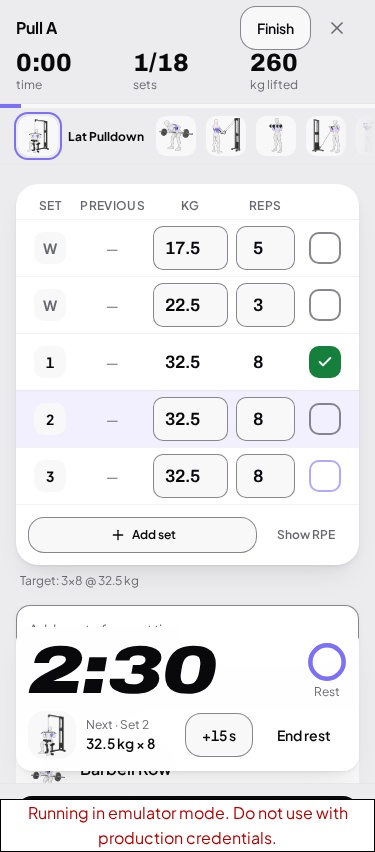 Pull A
Finish
0:00 1/18 260
time sets kg lifted
Lat Pulldown
SET PREVIOUS KG REPS
W – 17.5 5
W – 22.5 3
1 – 32.5 8
2 – 32.5 8
3 – 32.5 8
+ Add set Show RPE
Target: 3×8 @ 32.5 kg
2:30
Rest
Next · Set 2
32.5 kg × 8
+15 s
End rest
Barbell Row
Running in emulator mode. Do not use with
production credentials.